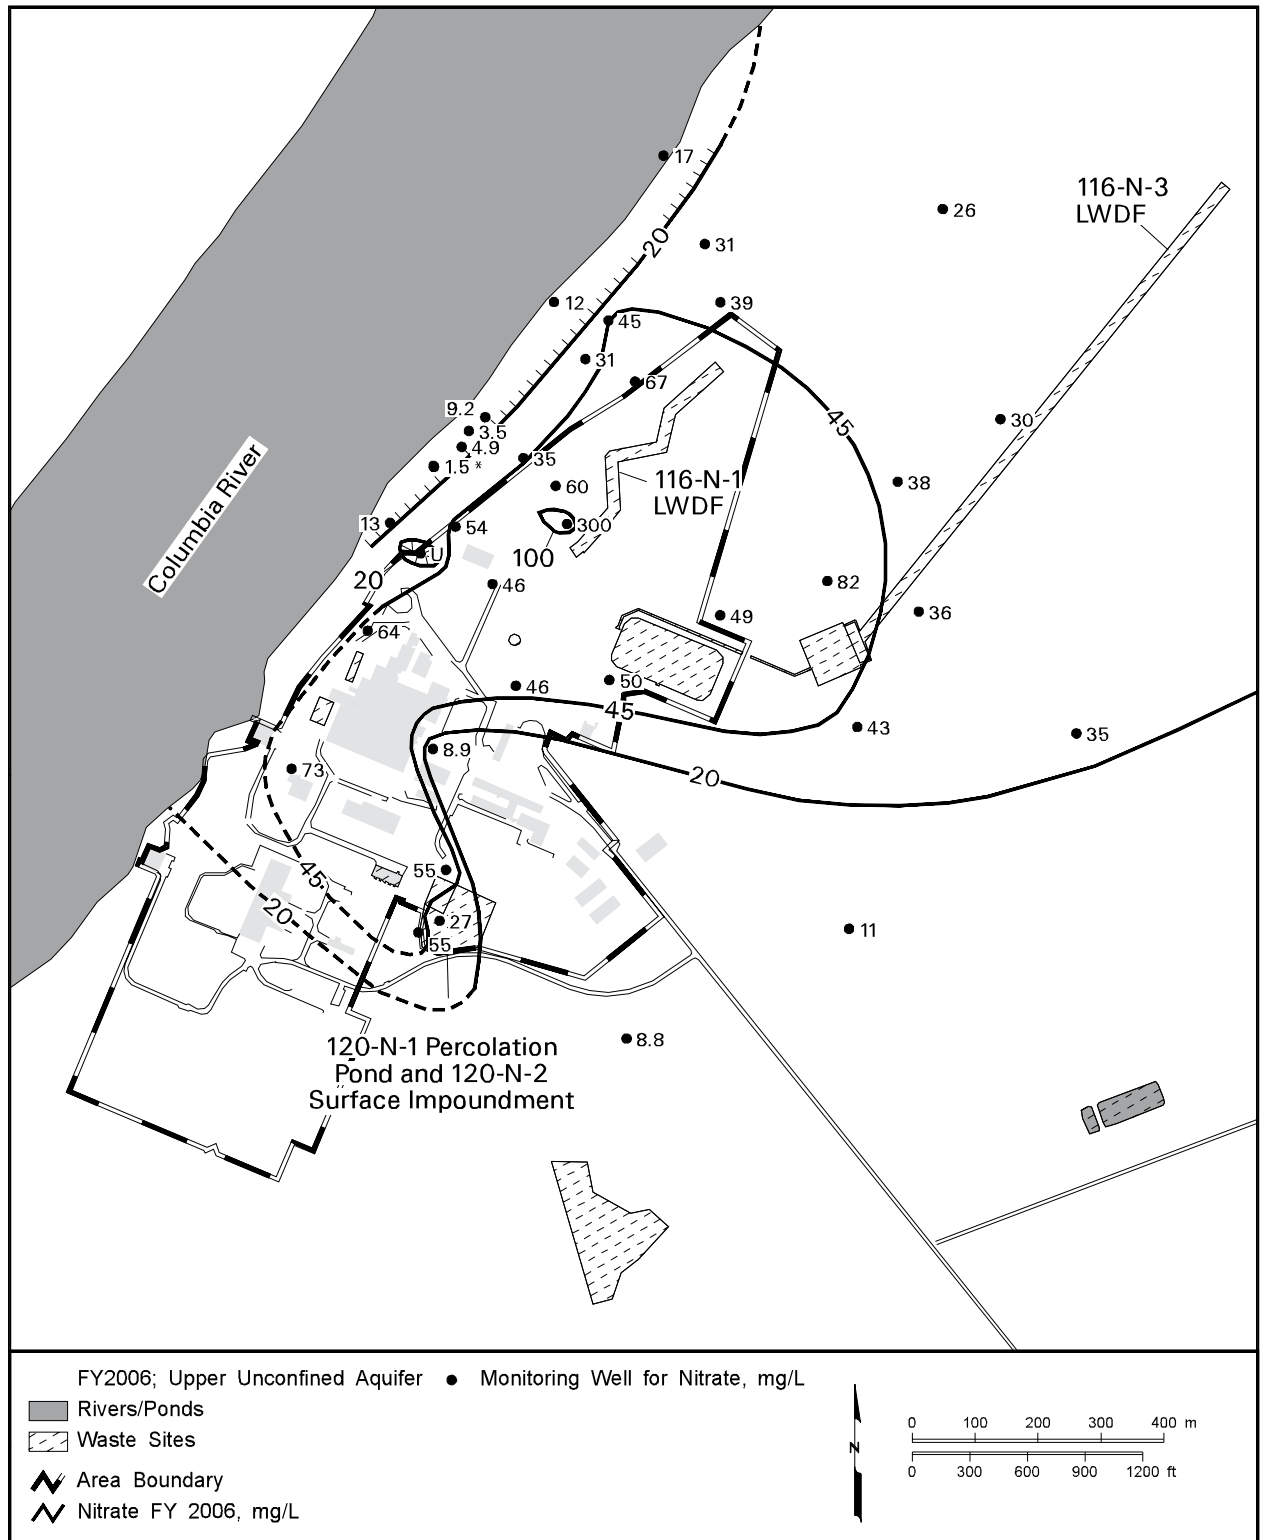 17
26
116-N-3
LWDF
20
31
12
39
45
31
67
9.2
3.5
4.9
1.5 *
35
45
30
60
116-N-1
LWDF
38
13
54
300
U
100
20
46
82
36
49
64
Columbia River
46
50
45
43
35
8.9
73
20
55
45
20
27
55
11
8.8
120-N-1 Percolation
Pond and 120-N-2
Surface Impoundment
FY2006; Upper Unconfined Aquifer
Monitoring Well for Nitrate, mg/L
Rivers/Ponds
Waste Sites
Area Boundary
Nitrate FY 2006, mg/L
N
0 100 200 300 400 m
0 300 600 900 1200 ft